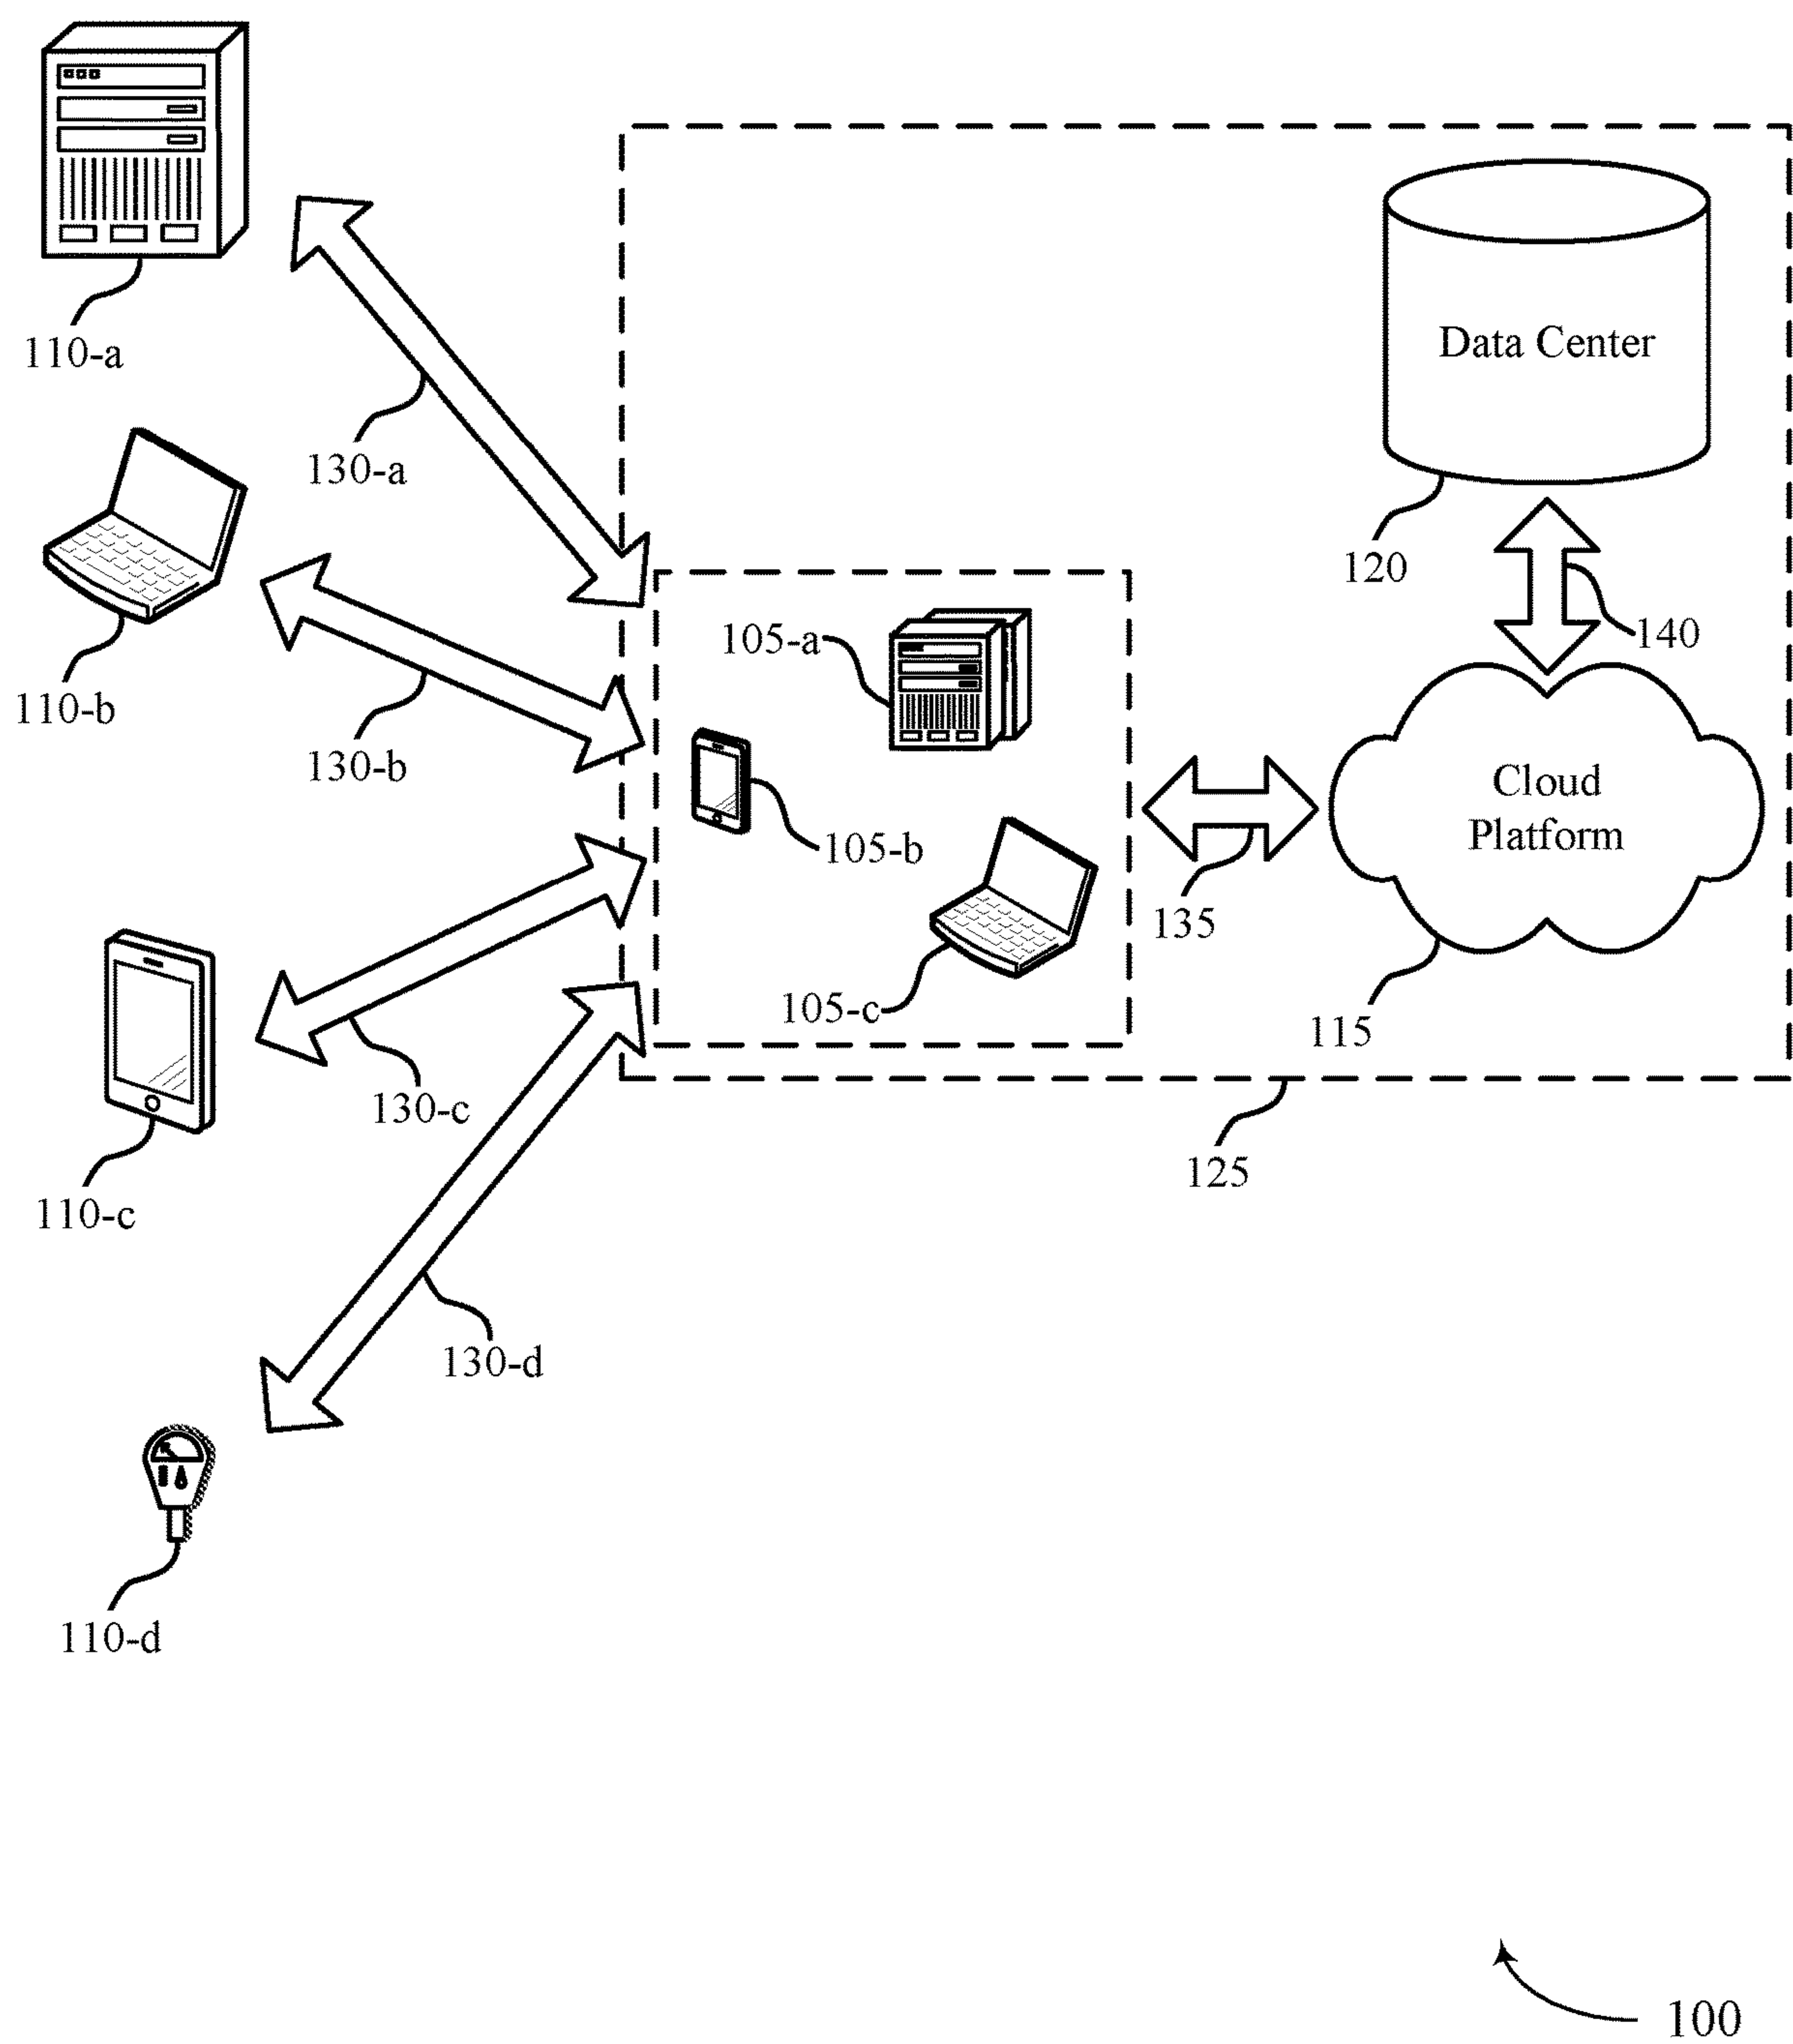 110-a
130-a
Data Center
120
140
110-b
130-b
105-a
105-b
105-c
135
Cloud
Platform
115
110-c
130-c
125
130-d
110-d
100